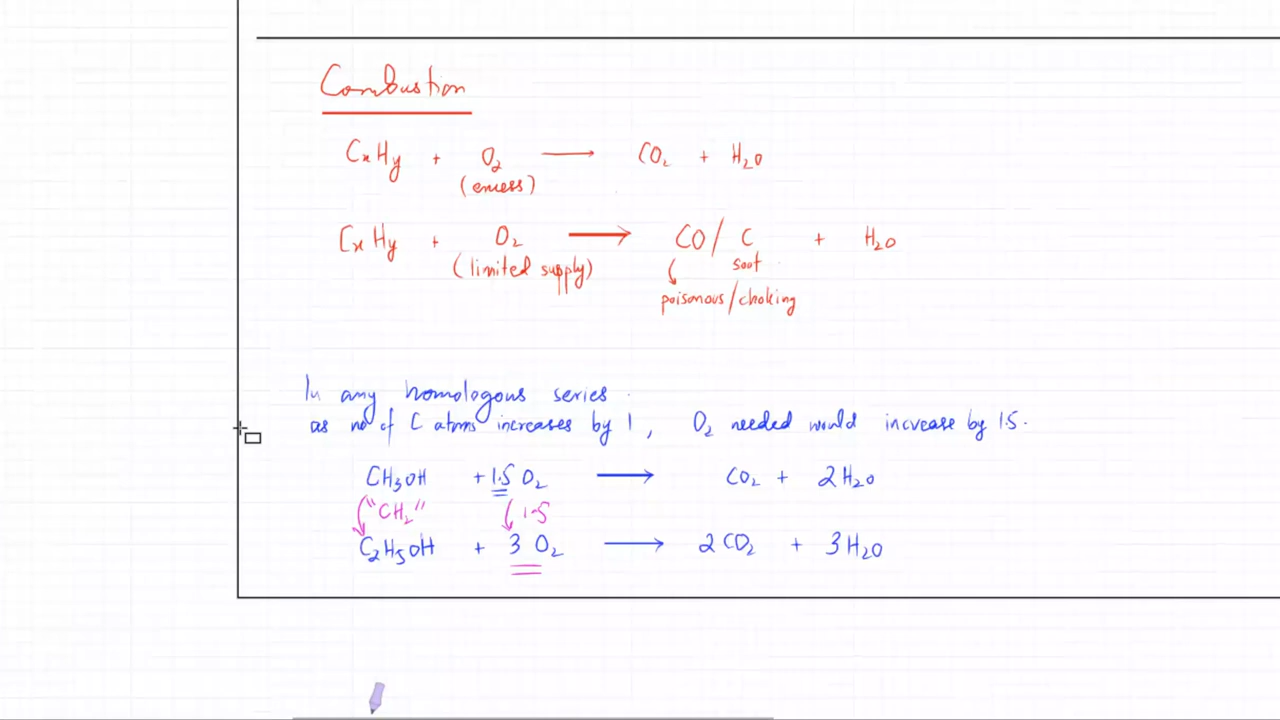 Combustion
CxHy + O₂ → CO₂ + H₂O
(excess)
CxHy + O₂ → CO / C + H₂O
(limited supply) soot
poisonous/choking
In any homologous series
as no of C atoms increases by 1, O₂ needed would increase by 1.5.
CH₃OH + 1.5 O₂ → CO₂ + 2H₂O
"CH₂" 1.5
C₂H₅OH + 3 O₂ → 2CO₂ + 3H₂O